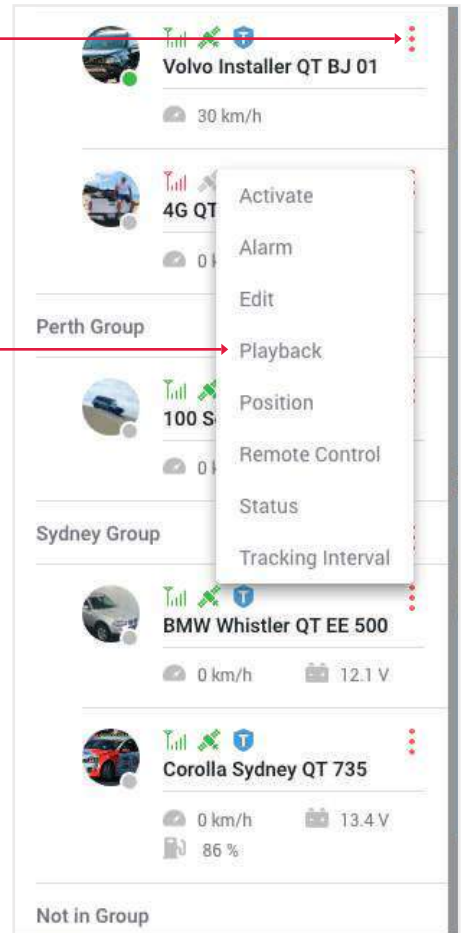 T
Volvo Installer QT BJ 01
30 km/h
4G QT
0
Activate
Alarm
Edit
Playback
Position
Remote Control
Status
Tracking Interval
Perth Group
100 S
0
Sydney Group
T
BMW Whistler QT EE 500
0 km/h 12.1 V
T
Corolla Sydney QT 735
0 km/h 13.4 V
86 %
Not in Group